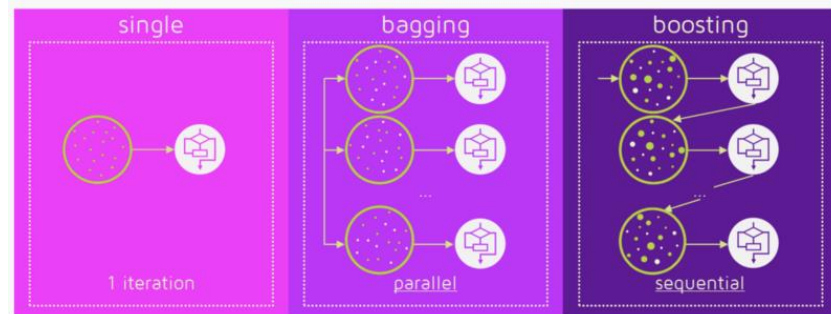 single
bagging
boosting
...
...
1 iteration
parallel
sequential